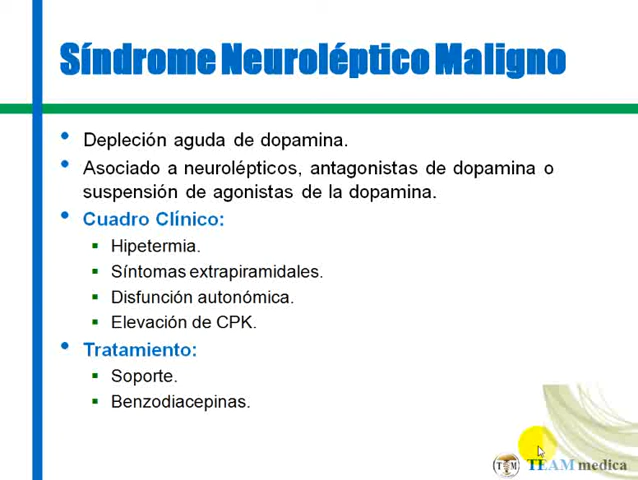 Síndrome Neuroléptico Maligno
• Depleción aguda de dopamina.
• Asociado a neurolépticos, antagonistas de dopamina o
suspensión de agonistas de la dopamina.
• Cuadro Clínico:
▪ Hipetermia.
▪ Síntomas extrapiramidales.
▪ Disfunción autonómica.
▪ Elevación de CPK.
• Tratamiento:
▪ Soporte.
▪ Benzodiacepinas.
TM TEAM medica